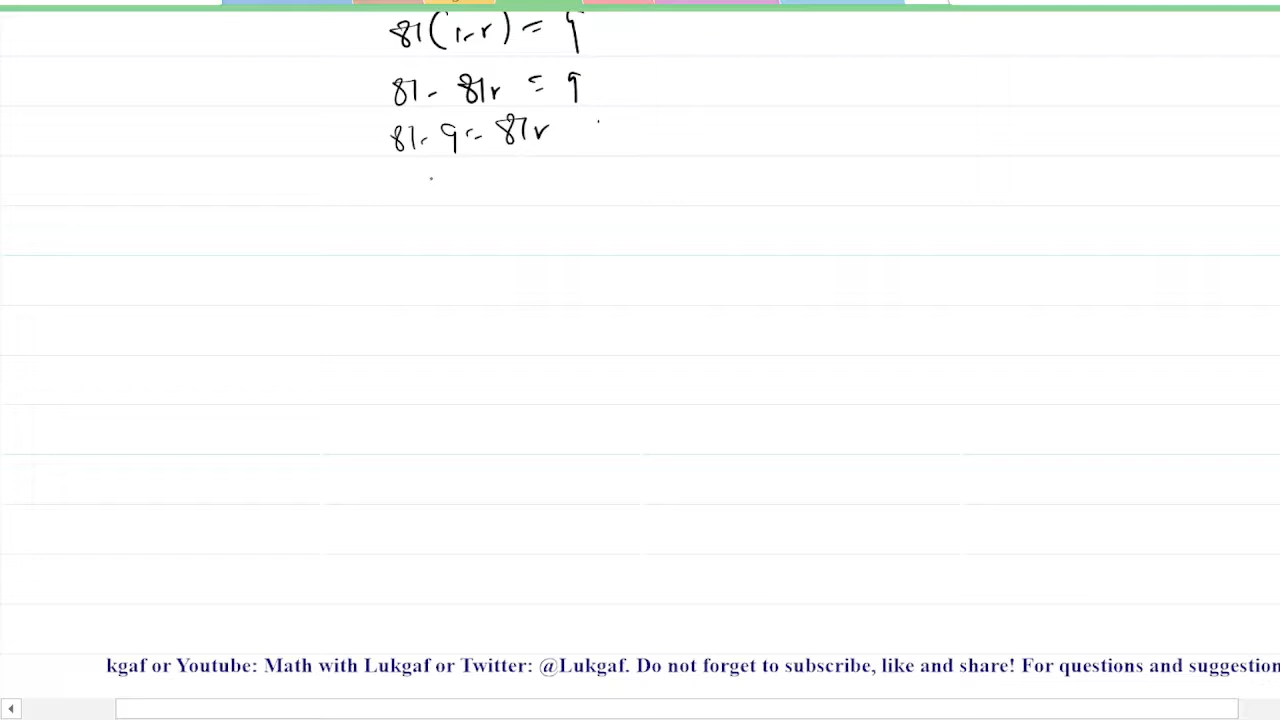 81(1-r) = 9
81 - 81r = 9
81 - 9 = 81r
kgaf or Youtube: Math with Lukgaf or Twitter: @Lukgaf. Do not forget to subscribe, like and share! For questions and suggestion